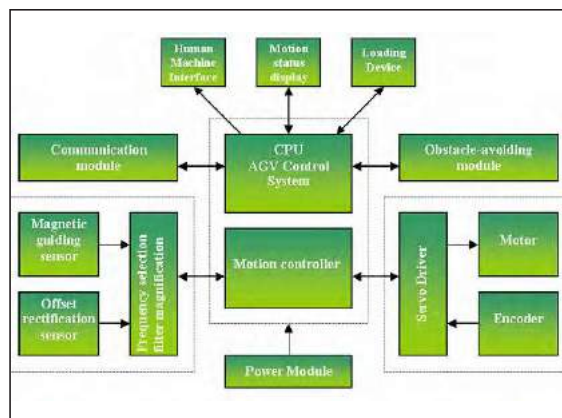 Human
Machine
Interface
Motion
status
display
Loading
Device
Communication
module
CPU
AGV Control
System
Obstacle-avoiding
module
Magnetic
guiding
sensor
Offset
rectification
sensor
Frequency selection
filter magnification
Motion controller
Servo Driver
Motor
Encoder
Power Module